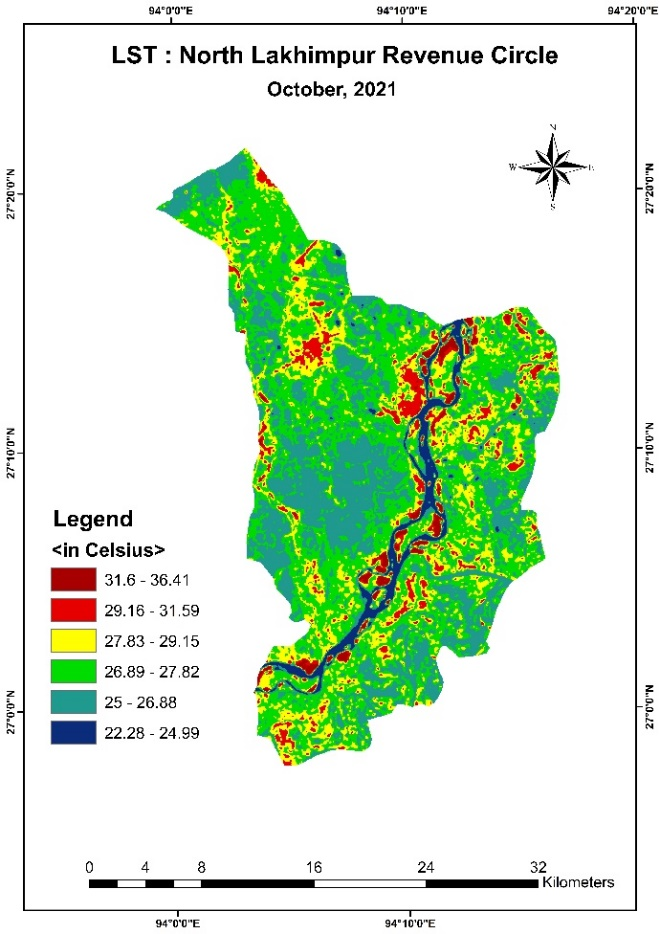 94°0'0"E 94°10'0"E 94°20'0"E
LST : North Lakhimpur Revenue Circle
October, 2021
N
W E
S
27°20'0"N 27°20'0"N
27°10'0"N 27°10'0"N
27°0'0"N 27°0'0"N
Legend
<in Celsius>
31.6 - 36.41
29.16 - 31.59
27.83 - 29.15
26.89 - 27.82
25 - 26.88
22.28 - 24.99
0 4 8 16 24 32
Kilometers
94°0'0"E 94°10'0"E